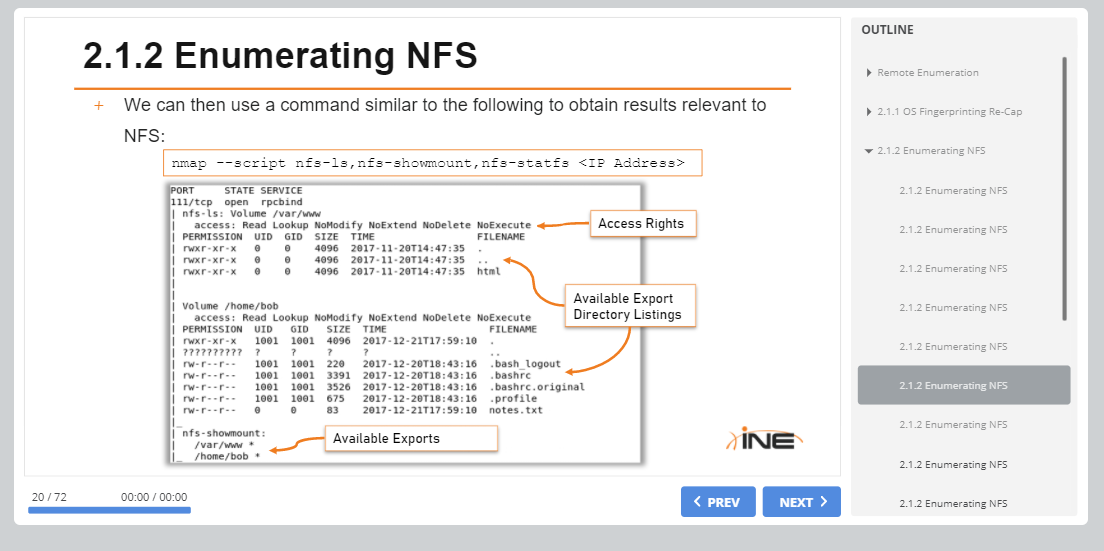 2.1.2 Enumerating NFS
+ We can then use a command similar to the following to obtain results relevant to
NFS:
nmap --script nfs-ls,nfs-showmount,nfs-statfs <IP Address>
PORT STATE SERVICE
111/tcp open rpcbind
| nfs-ls: Volume /var/www
| access: Read Lookup NoModify NoExtend NoDelete NoExecute
| PERMISSION UID GID SIZE TIME FILENAME
| rwxr-xr-x 0 0 4096 2017-11-20T14:47:35 .
| rwxr-xr-x 0 0 4096 2017-11-20T14:47:35 ..
| rwxr-xr-x 0 0 4096 2017-11-20T14:47:35 html
|
|
| Volume /home/bob
| access: Read Lookup NoModify NoExtend NoDelete NoExecute
| PERMISSION UID GID SIZE TIME FILENAME
| rwxr-xr-x 1001 1001 4096 2017-12-21T17:59:10 .
| ?????????? ? ? ? ? ..
| rw-r--r-- 1001 1001 220 2017-12-20T18:43:16 .bash_logout
| rw-r--r-- 1001 1001 3391 2017-12-20T18:43:16 .bashrc
| rw-r--r-- 1001 1001 3526 2017-12-20T18:43:16 .bashrc.original
| rw-r--r-- 1001 1001 675 2017-12-20T18:43:16 .profile
| rw-r--r-- 0 0 83 2017-12-21T17:59:10 notes.txt
|_
| nfs-showmount:
| /var/www *
|_ /home/bob *
Access Rights
Available Export
Directory Listings
Available Exports
INE
20 / 72
00:00 / 00:00
PREV
NEXT
OUTLINE
Remote Enumeration
2.1.1 OS Fingerprinting Re-Cap
2.1.2 Enumerating NFS
2.1.2 Enumerating NFS
2.1.2 Enumerating NFS
2.1.2 Enumerating NFS
2.1.2 Enumerating NFS
2.1.2 Enumerating NFS
2.1.2 Enumerating NFS
2.1.2 Enumerating NFS
2.1.2 Enumerating NFS
2.1.2 Enumerating NFS